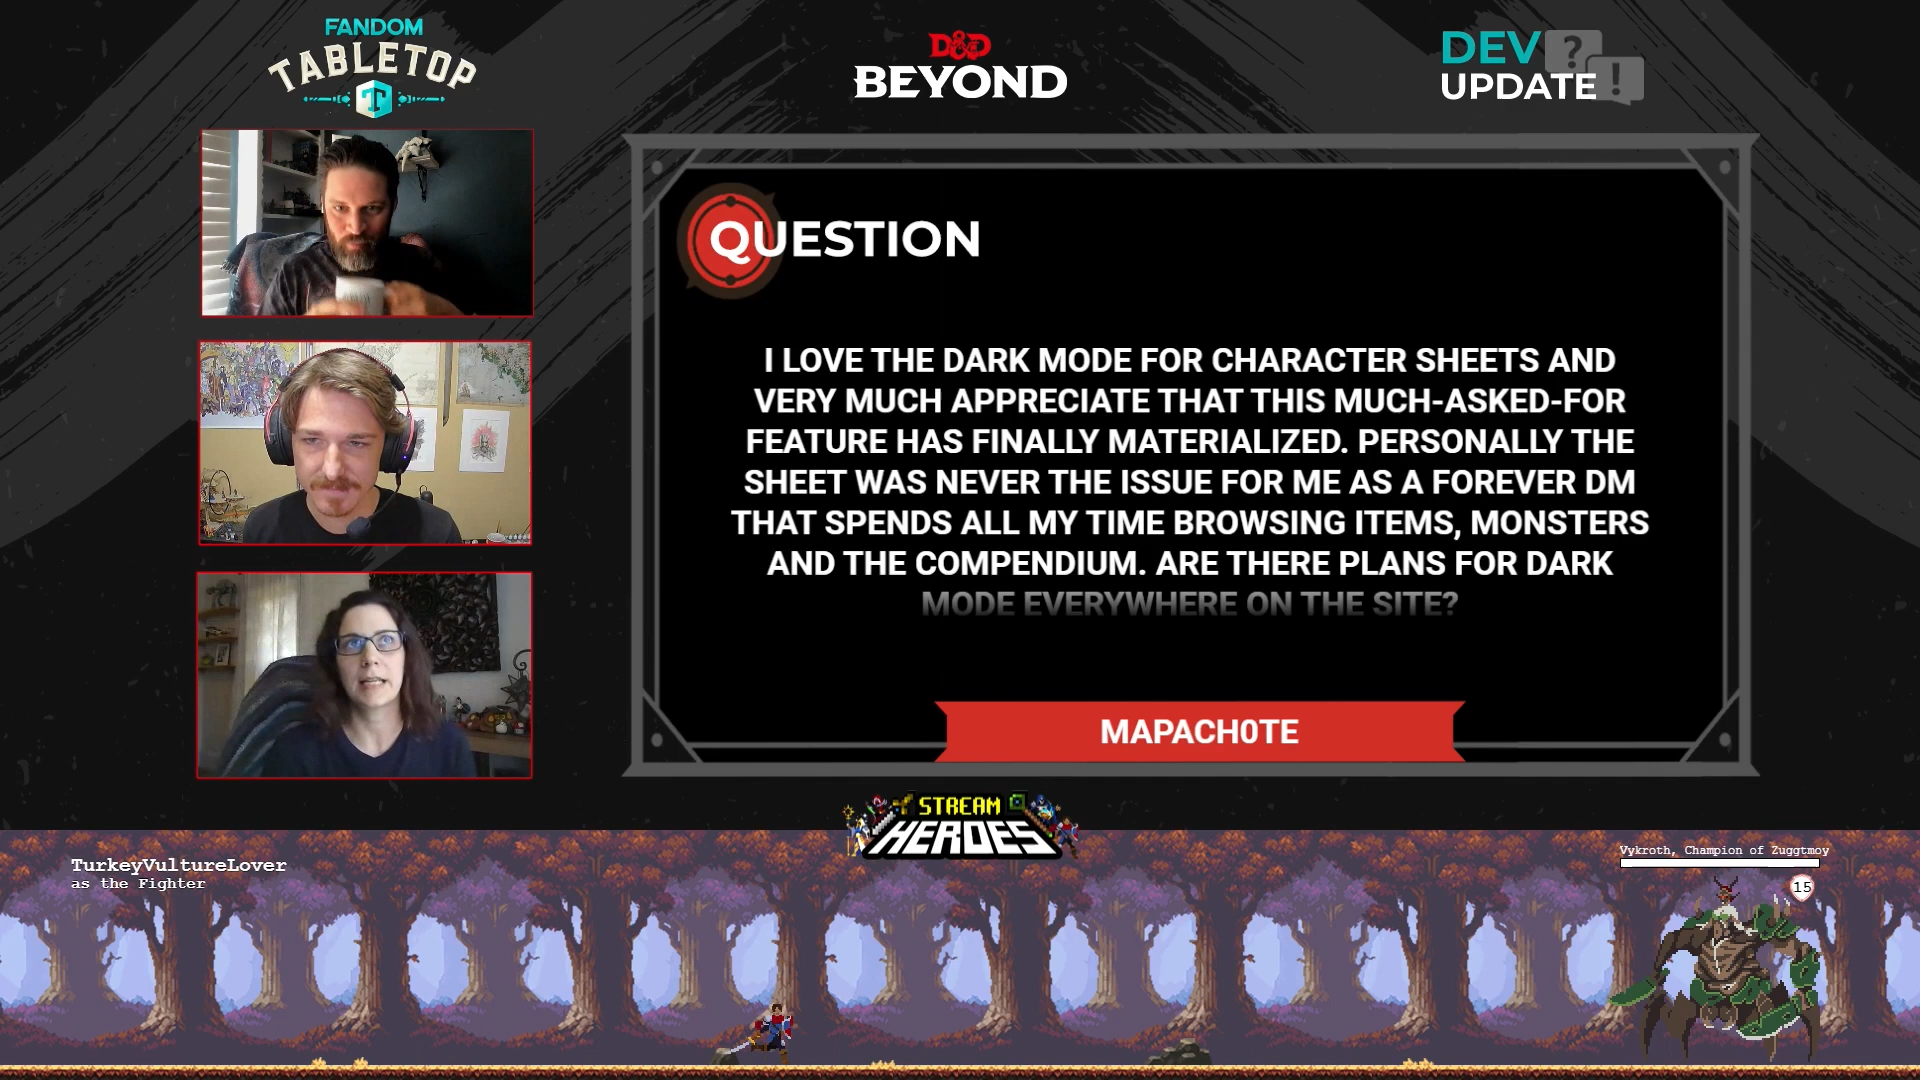 FANDOM
TABLETOP
T
D&D
BEYOND
DEV ?
UPDATE !
QUESTION
I LOVE THE DARK MODE FOR CHARACTER SHEETS AND
VERY MUCH APPRECIATE THAT THIS MUCH-ASKED-FOR
FEATURE HAS FINALLY MATERIALIZED. PERSONALLY THE
SHEET WAS NEVER THE ISSUE FOR ME AS A FOREVER DM
THAT SPENDS ALL MY TIME BROWSING ITEMS, MONSTERS
AND THE COMPENDIUM. ARE THERE PLANS FOR DARK
MODE EVERYWHERE ON THE SITE?
MAPACH0TE
STREAM
HEROES
TurkeyVultureLover
as the Fighter
Vykroth, Champion of Zuggtmoy
15